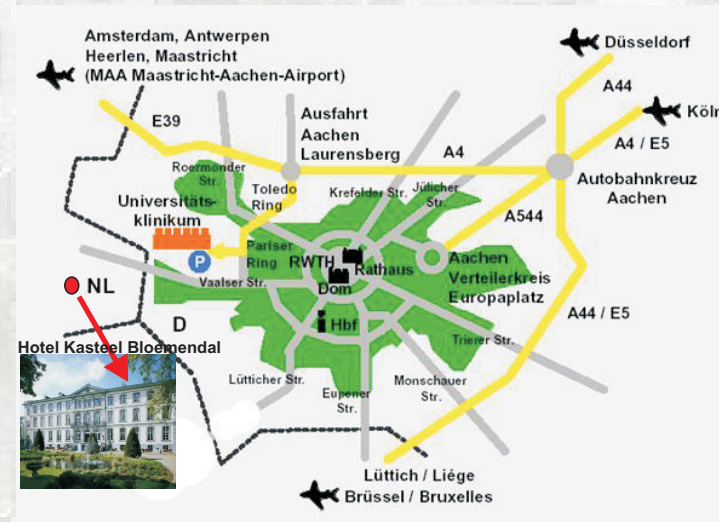 Amsterdam, Antwerpen
Heerlen, Maastricht
(MAA Maastricht-Aachen-Airport)
Düsseldorf
A44
Köln
E39
Ausfahrt
Aachen
Laurensberg
A4
A4 / E5
Roermonder
Str.
Toledo
Ring
Krefelder Str.
Jülicher
Str.
Autobahnkreuz
Aachen
Universitäts-
klinikum
A544
Pariser
Ring
P
RWTH
Rathaus
Dom
Aachen
Verteilerkreis
Europaplatz
NL
Vaalser Str.
D
i
Hbf
A44 / E5
Trierer Str.
Hotel Kasteel Bloemendal
Lütticher Str.
Eupener
Str.
Monschauer
Str.
Lüttich / Liége
Brüssel / Bruxelles